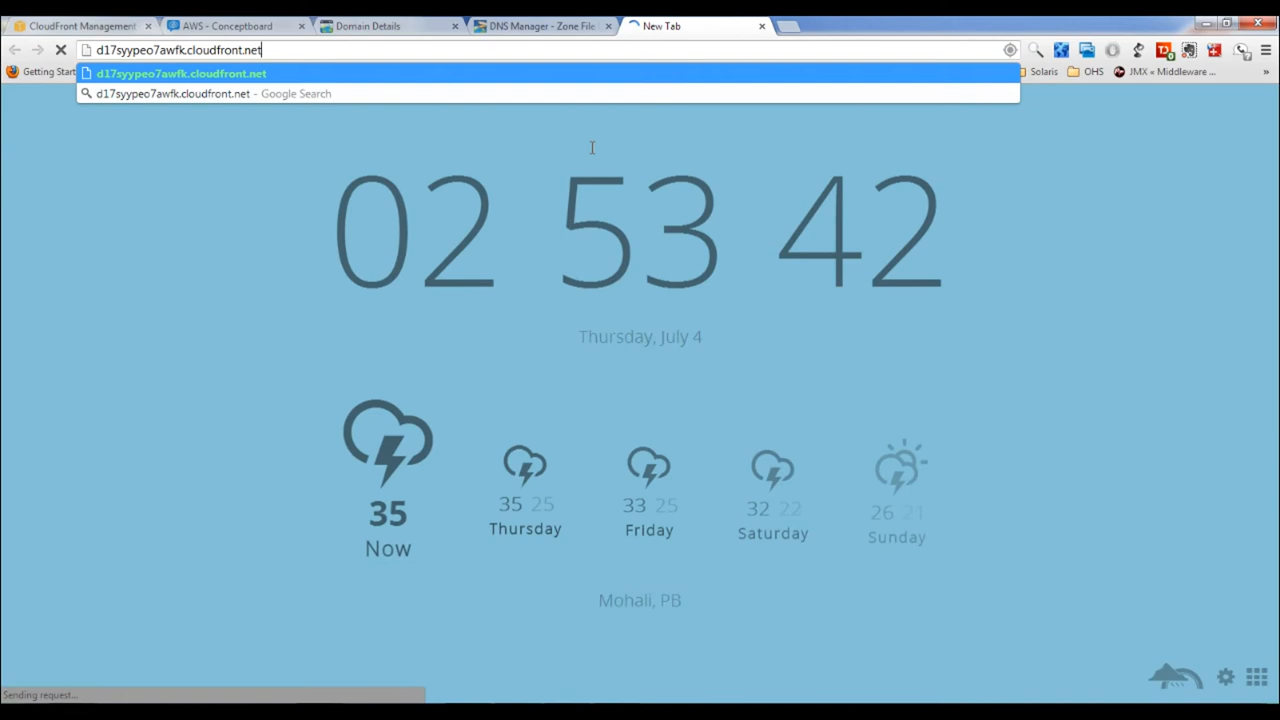 CloudFront Management
AWS - Conceptboard
Domain Details
DNS Manager - Zone File
New Tab
d17syypeo7awfk.cloudfront.net
Getting Start
d17syypeo7awfk.cloudfront.net
Solaris
OHS
JMX « Middleware ...
»
d17syypeo7awfk.cloudfront.net - Google Search
02 53 42
Thursday, July 4
35
Now
35 25
Thursday
33 25
Friday
32 22
Saturday
26 21
Sunday
Mohali, PB
Sending request...